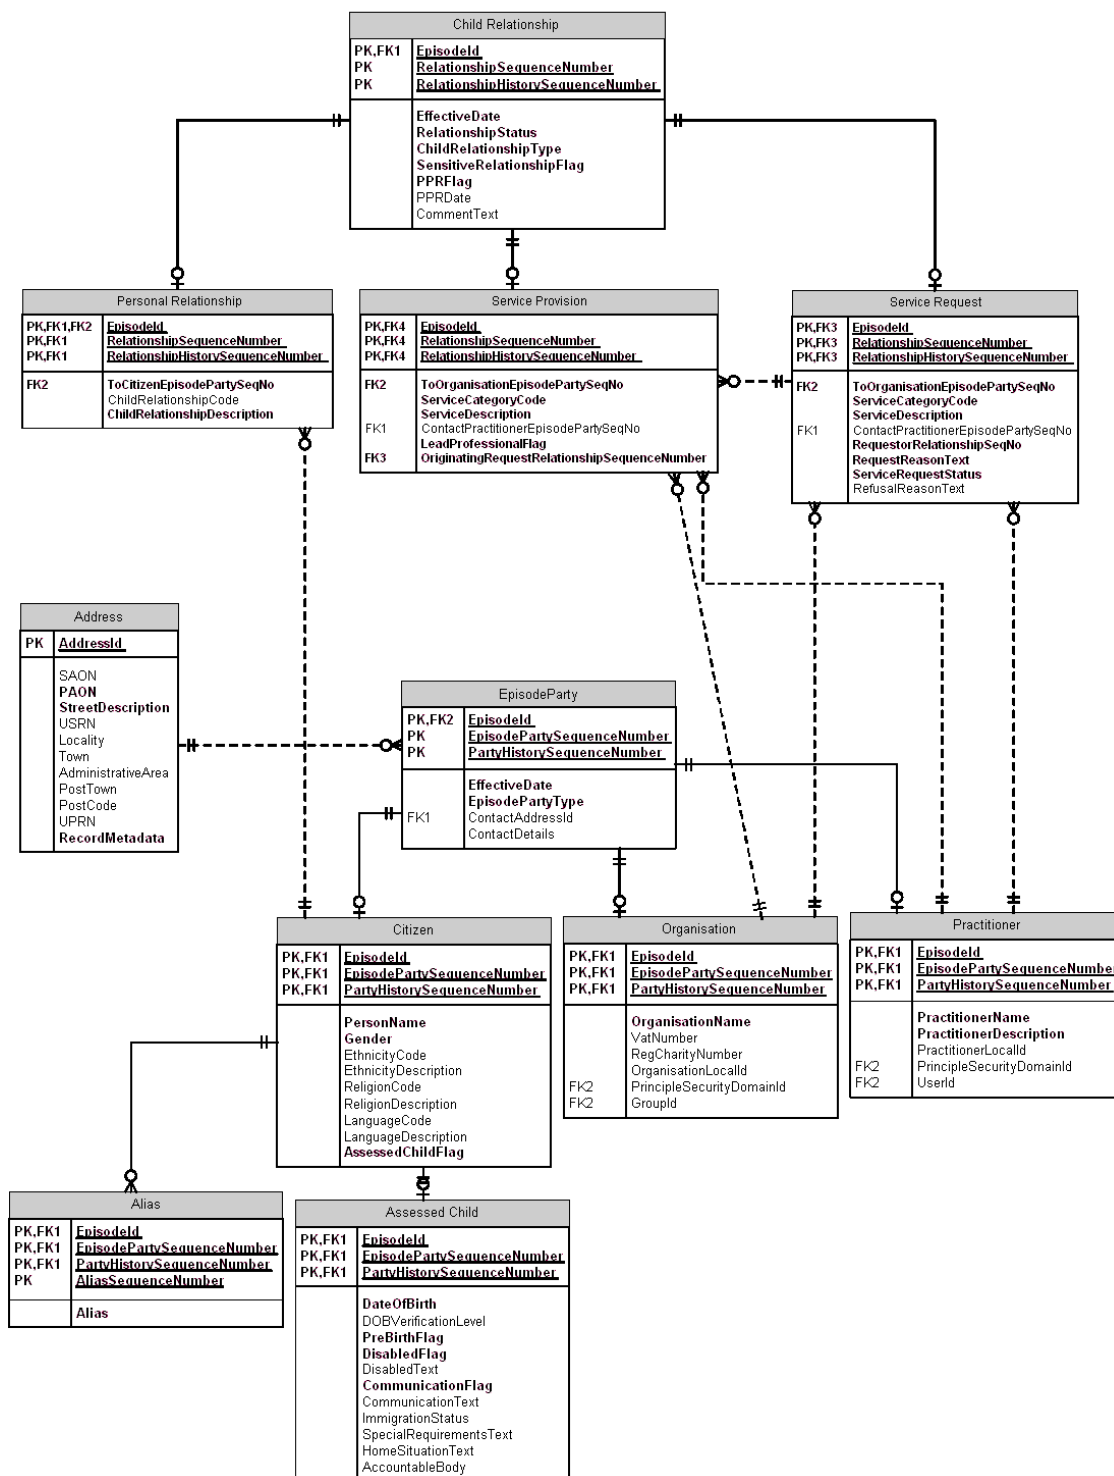 Child Relationship
PK,FK1 EpisodeId
PK RelationshipSequenceNumber
PK RelationshipHistorySequenceNumber
EffectiveDate
RelationshipStatus
ChildRelationshipType
SensitiveRelationshipFlag
PPRFlag
PPRDate
CommentText
Personal Relationship
PK,FK1,FK2 EpisodeId
PK,FK1 RelationshipSequenceNumber
PK,FK1 RelationshipHistorySequenceNumber
FK2 ToCitizenEpisodePartySeqNo
ChildRelationshipCode
ChildRelationshipDescription
Service Provision
PK,FK4 EpisodeId
PK,FK4 RelationshipSequenceNumber
PK,FK4 RelationshipHistorySequenceNumber
FK2 ToOrganisationEpisodePartySeqNo
ServiceCategoryCode
ServiceDescription
FK1 ContactPractitionerEpisodePartySeqNo
LeadProfessionalFlag
FK3 OriginatingRequestRelationshipSequenceNumber
Service Request
PK,FK3 EpisodeId
PK,FK3 RelationshipSequenceNumber
PK,FK3 RelationshipHistorySequenceNumber
FK2 ToOrganisationEpisodePartySeqNo
ServiceCategoryCode
ServiceDescription
FK1 ContactPractitionerEpisodePartySeqNo
RequestorRelationshipSeqNo
RequestReasonText
ServiceRequestStatus
RefusalReasonText
Address
PK AddressId
SAON
PAON
StreetDescription
USRN
Locality
Town
AdministrativeArea
PostTown
PostCode
UPRN
RecordMetadata
EpisodeParty
PK,FK2 EpisodeId
PK EpisodePartySequenceNumber
PK PartyHistorySequenceNumber
EffectiveDate
EpisodePartyType
FK1 ContactAddressId
ContactDetails
Citizen
PK,FK1 EpisodeId
PK,FK1 EpisodePartySequenceNumber
PK,FK1 PartyHistorySequenceNumber
PersonName
Gender
EthnicityCode
EthnicityDescription
ReligionCode
ReligionDescription
LanguageCode
LanguageDescription
AssessedChildFlag
Organisation
PK,FK1 EpisodeId
PK,FK1 EpisodePartySequenceNumber
PK,FK1 PartyHistorySequenceNumber
OrganisationName
VatNumber
RegCharityNumber
OrganisationLocalId
FK2 PrincipleSecurityDomainId
FK2 GroupId
Practitioner
PK,FK1 EpisodeId
PK,FK1 EpisodePartySequenceNumber
PK,FK1 PartyHistorySequenceNumber
PractitionerName
PractitionerDescription
PractitionerLocalId
FK2 PrincipleSecurityDomainId
FK2 UserId
Alias
PK,FK1 EpisodeId
PK,FK1 EpisodePartySequenceNumber
PK,FK1 PartyHistorySequenceNumber
PK AliasSequenceNumber
Alias
Assessed Child
PK,FK1 EpisodeId
PK,FK1 EpisodePartySequenceNumber
PK,FK1 PartyHistorySequenceNumber
DateOfBirth
DOBVerificationLevel
PreBirthFlag
DisabledFlag
DisabledText
CommunicationFlag
CommunicationText
ImmigrationStatus
SpecialRequirementsText
HomeSituationText
AccountableBody